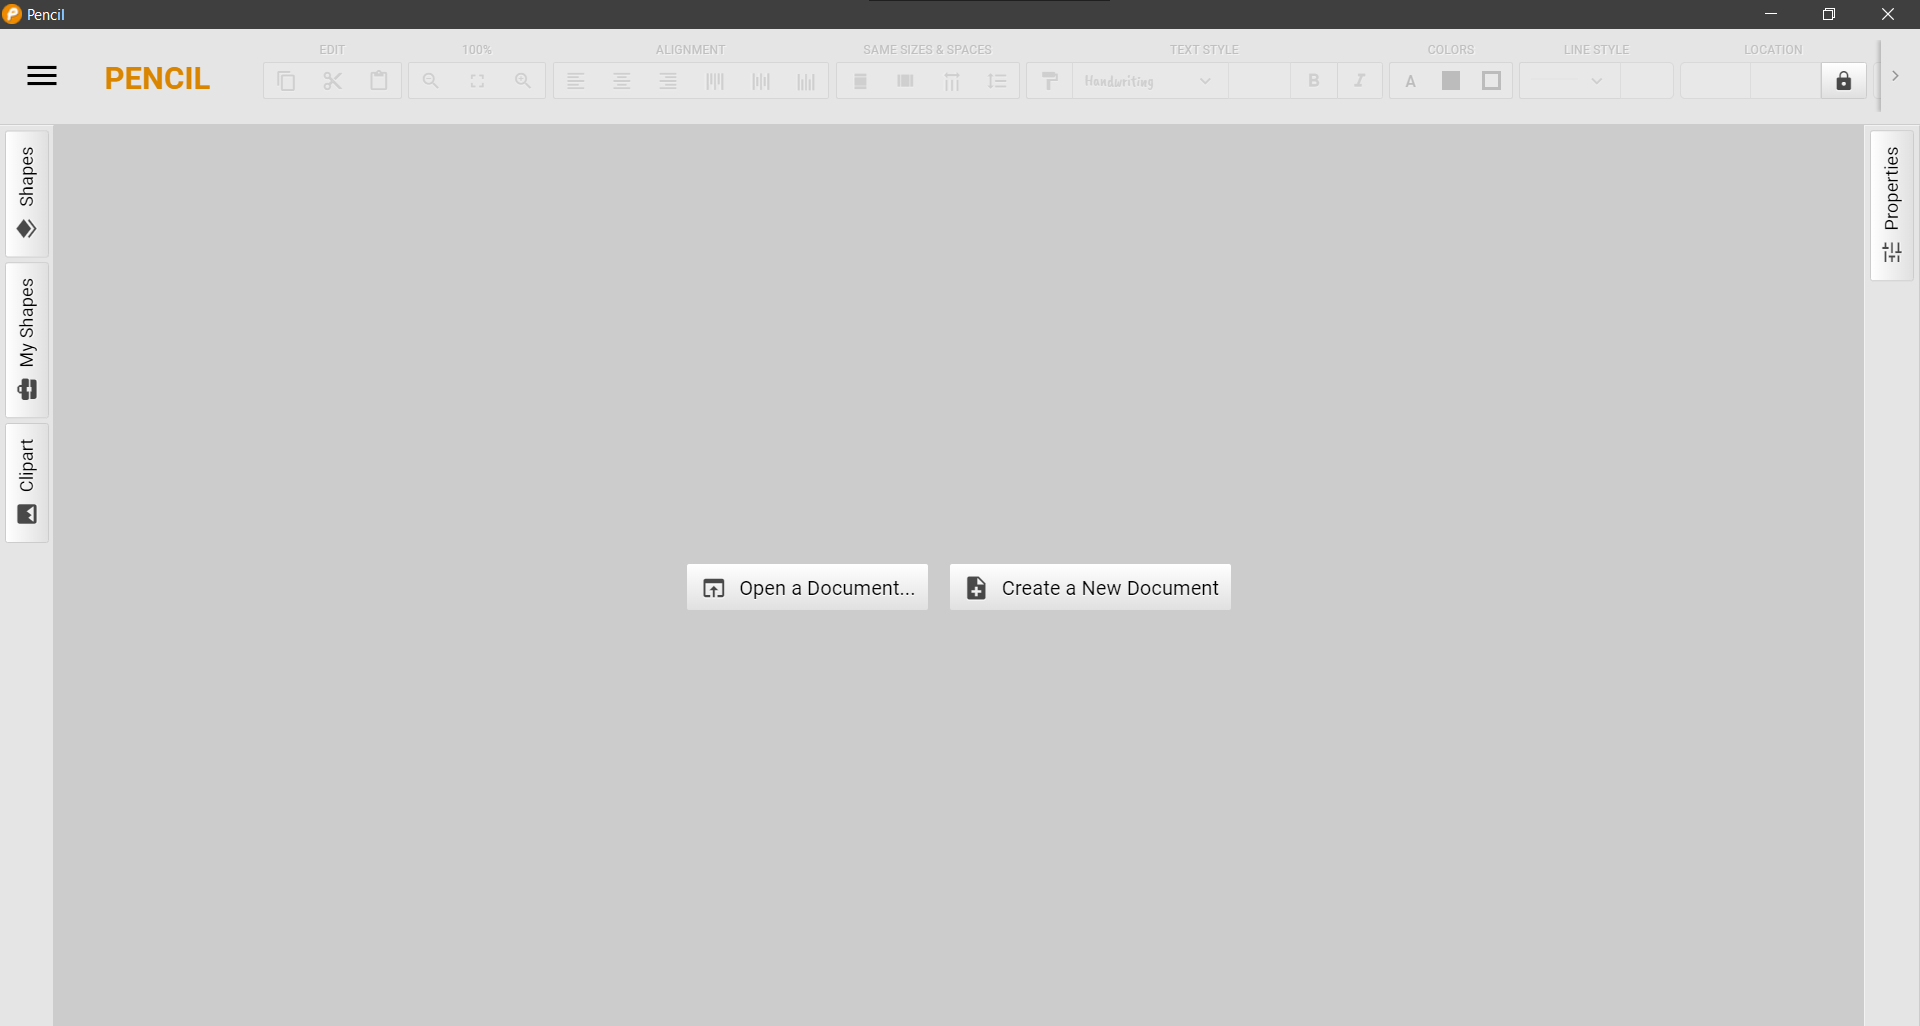 Pencil
EDIT
100%
ALIGNMENT
SAME SIZES & SPACES
TEXT STYLE
COLORS
LINE STYLE
LOCATION
PENCIL
Handwriting
B
I
A
Shapes
My Shapes
Clipart
Properties
Open a Document...
Create a New Document